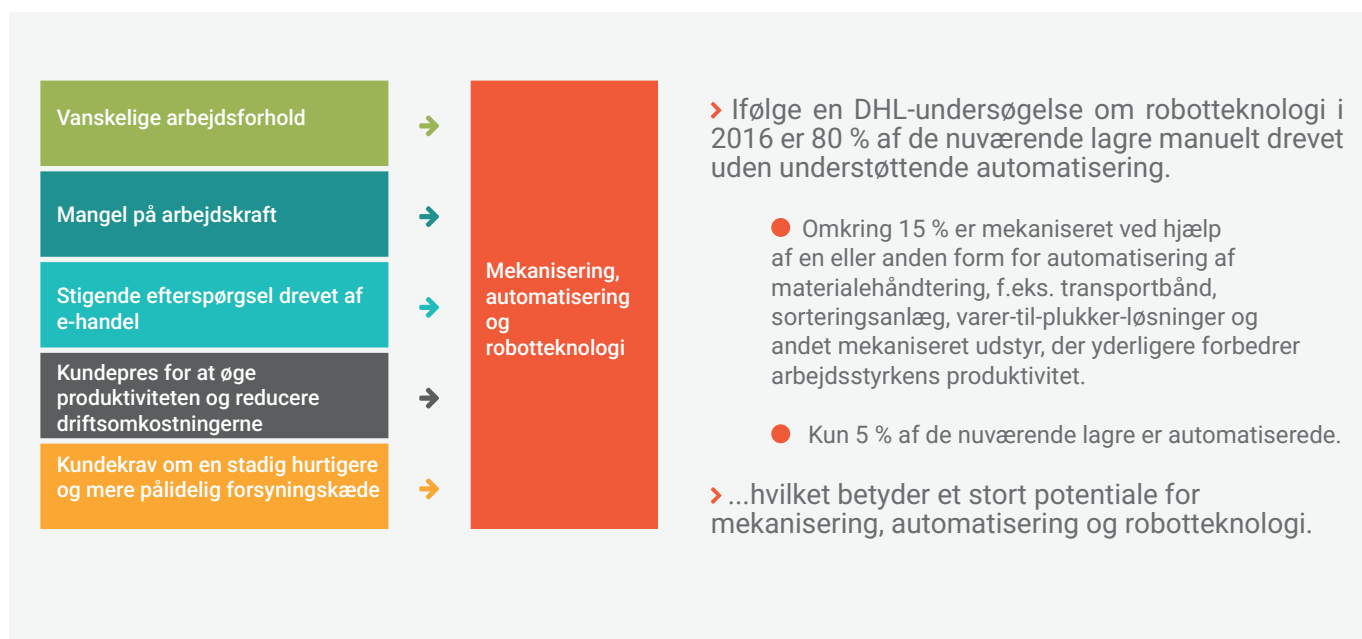 Vanskelige arbejdsforhold
Mangel på arbejdskraft
Stigende efterspørgsel drevet af
e-handel
Kundepres for at øge
produktiviteten og reducere
driftsomkostningerne
Kundekrav om en stadig hurtigere
og mere pålidelig forsyningskæde
Mekanisering,
automatisering
og
robotteknologi
Ifølge en DHL-undersøgelse om robotteknologi i
2016 er 80 % af de nuværende lagre manuelt drevet
uden understøttende automatisering.
Omkring 15 % er mekaniseret ved hjælp
af en eller anden form for automatisering af
materialehåndtering, f.eks. transportbånd,
sorteringsanlæg, varer-til-plukker-løsninger og
andet mekaniseret udstyr, der yderligere forbedrer
arbejdsstyrkens produktivitet.
Kun 5 % af de nuværende lagre er automatiserede.
...hvilket betyder et stort potentiale for
mekanisering, automatisering og robotteknologi.